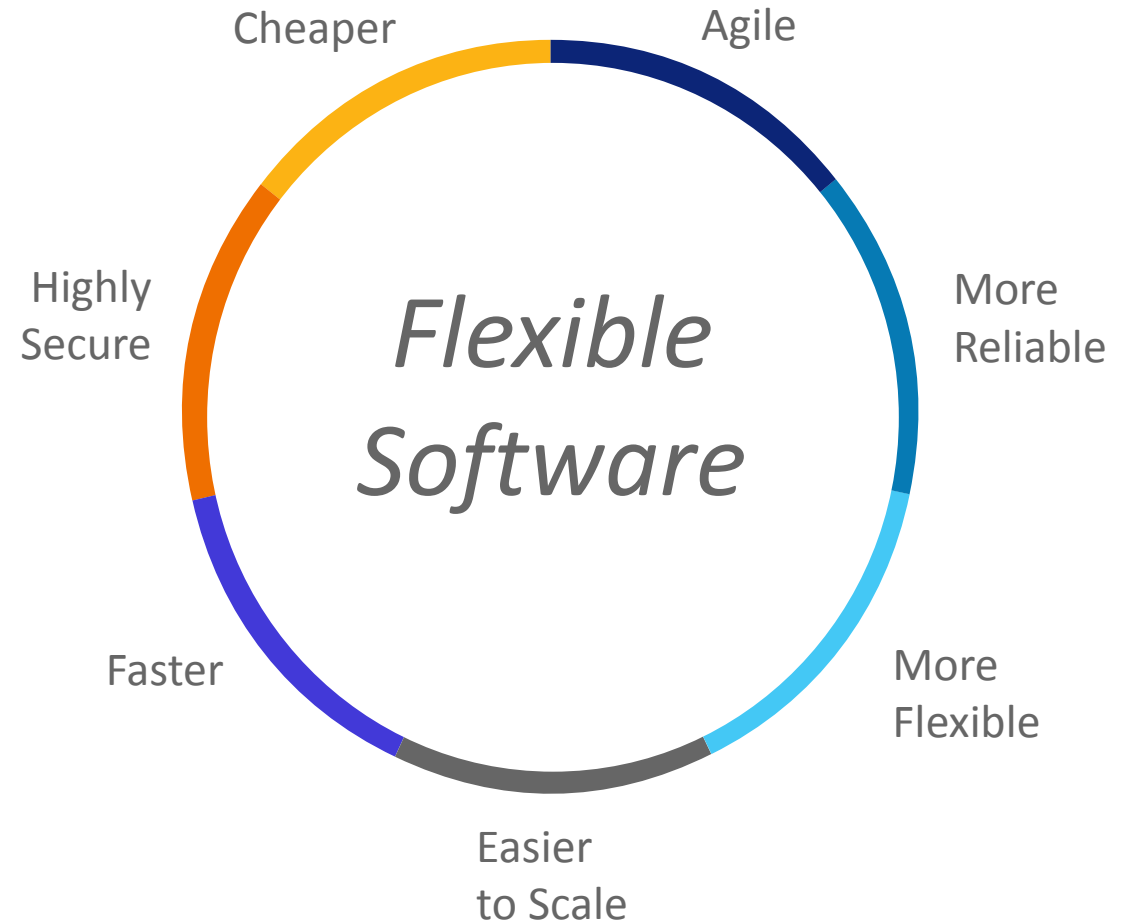 Cheaper
Agile
Highly
Secure
More
Reliable
Flexible
Software
Faster
More
Flexible
Easier
to Scale